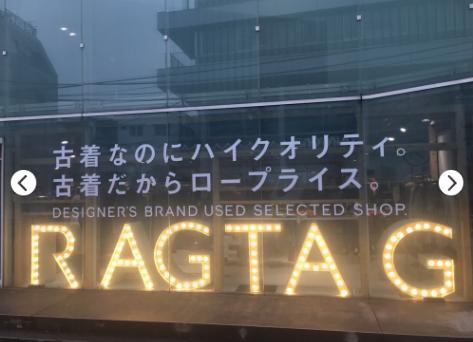 古着なのにハイクオリティ。
古着だからロープライス。
DESIGNER'S BRAND USED SELECTED SHOP.
RAGTAG